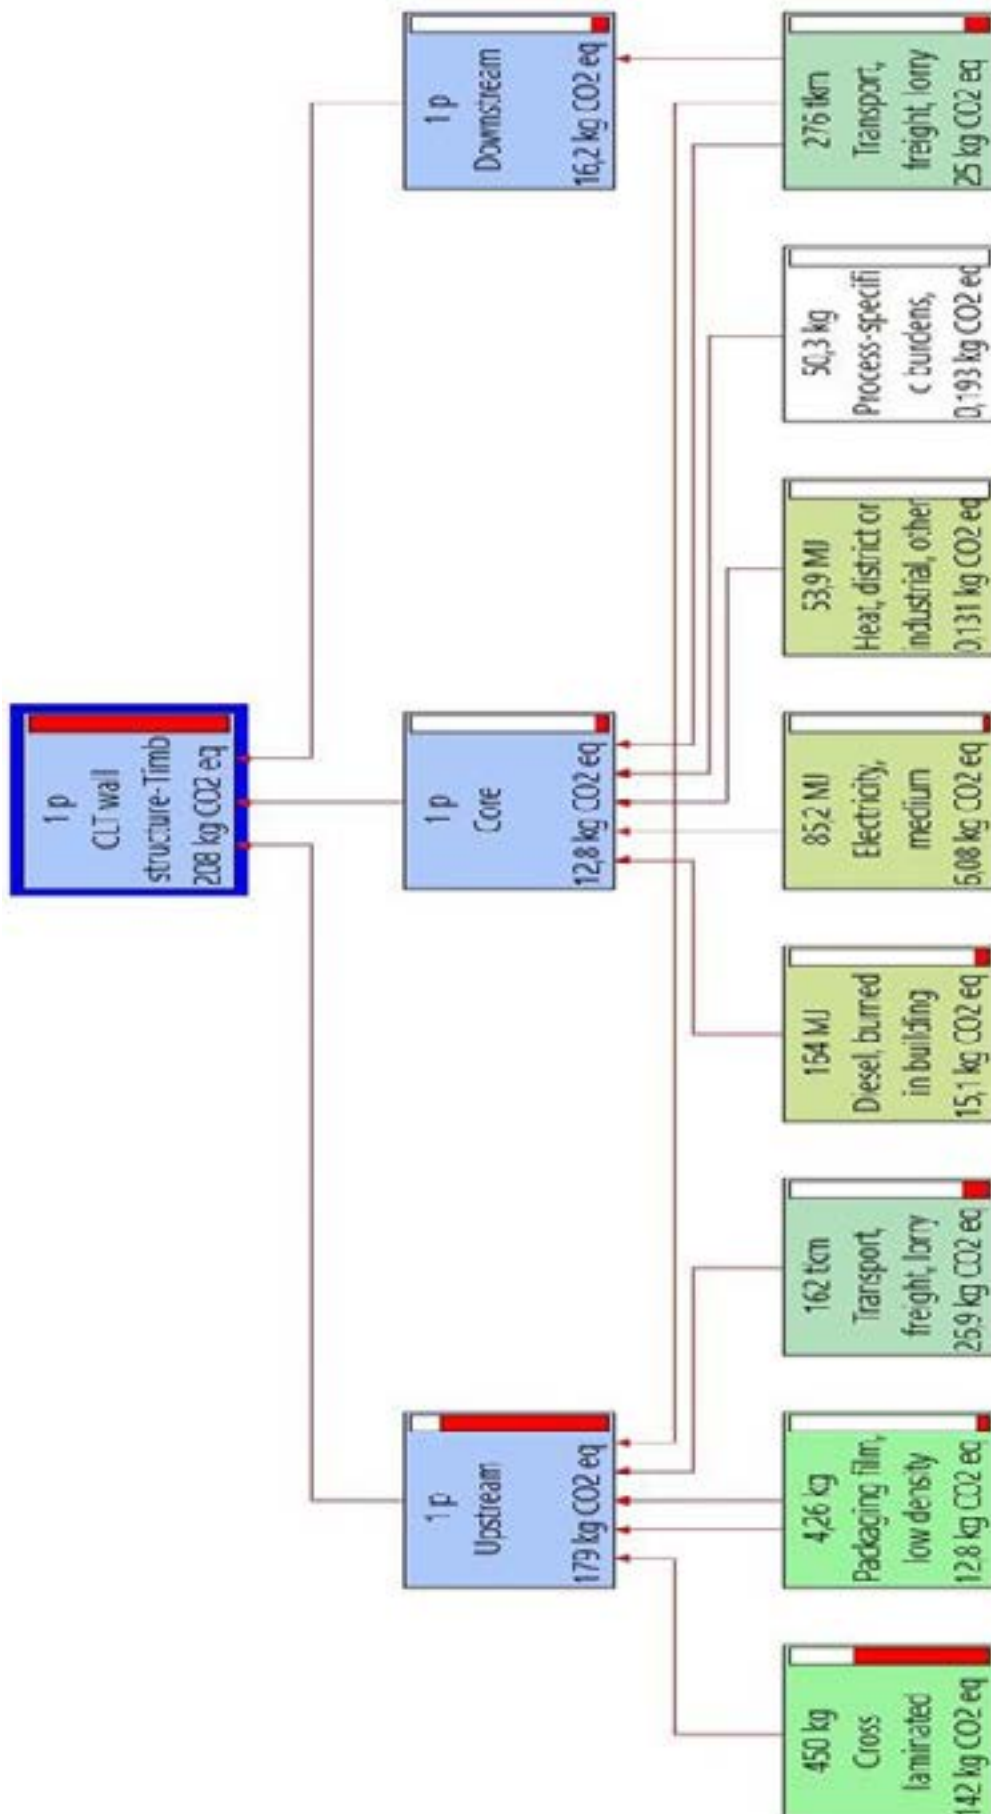 1 p
CLT wall
structure-Timb
208 kg CO2 eq
1 p
Upstream
179 kg CO2 eq
1 p
Core
12,8 kg CO2 eq
1 p
Downstream
16,2 kg CO2 eq
450 kg
Cross
laminated
142 kg CO2 eq
4,26 kg
Packaging film,
low density
12,8 kg CO2 eq
162 tkm
Transport,
freight, lorry
26,9 kg CO2 eq
164 MJ
Diesel, burned
in building
15,1 kg CO2 eq
85,2 MJ
Electricity,
medium
6,08 kg CO2 eq
53,9 MJ
Heat, district or
industrial, other
0,131 kg CO2 eq
50,3 kg
Process-specifi
c burdens,
0,193 kg CO2 eq
276 tkm
Transport,
freight, lorry
25 kg CO2 eq